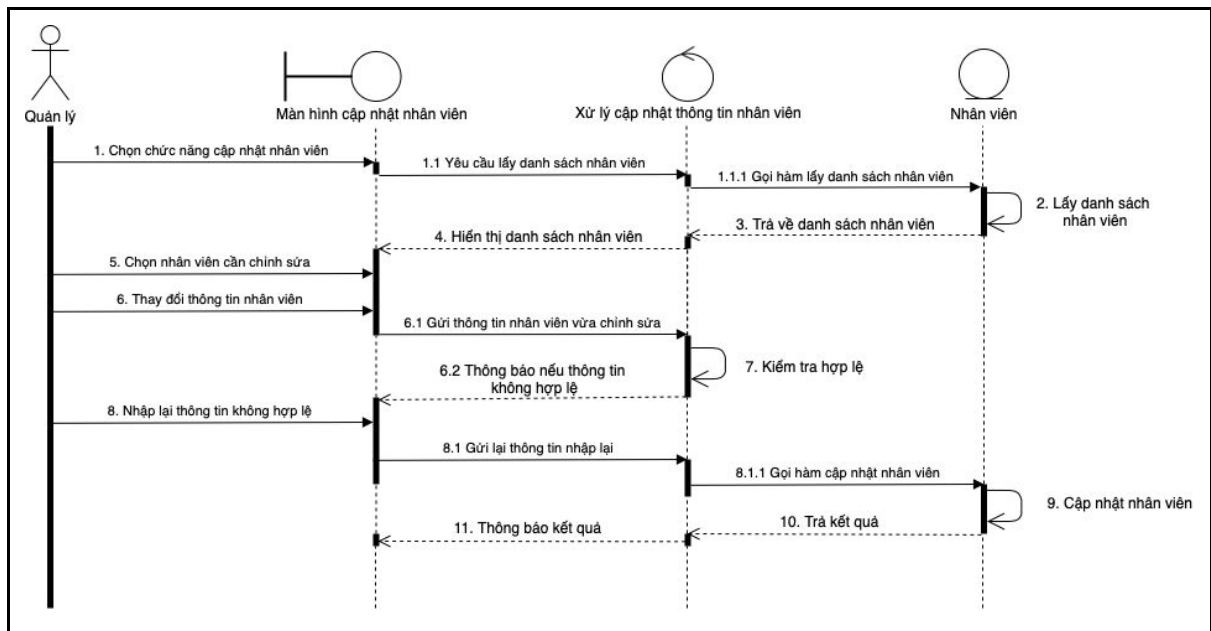 Quản lý
Màn hình cập nhật nhân viên
Xử lý cập nhật thông tin nhân viên
Nhân viên
1. Chọn chức năng cập nhật nhân viên
1.1 Yêu cầu lấy danh sách nhân viên
1.1.1 Gọi hàm lấy danh sách nhân viên
2. Lấy danh sách
nhân viên
3. Trả về danh sách nhân viên
4. Hiển thị danh sách nhân viên
5. Chọn nhân viên cần chỉnh sửa
6. Thay đổi thông tin nhân viên
6.1 Gửi thông tin nhân viên vừa chỉnh sửa
7. Kiểm tra hợp lệ
6.2 Thông báo nếu thông tin
không hợp lệ
8. Nhập lại thông tin không hợp lệ
8.1 Gửi lại thông tin nhập lại
8.1.1 Gọi hàm cập nhật nhân viên
9. Cập nhật nhân viên
10. Trả kết quả
11. Thông báo kết quả